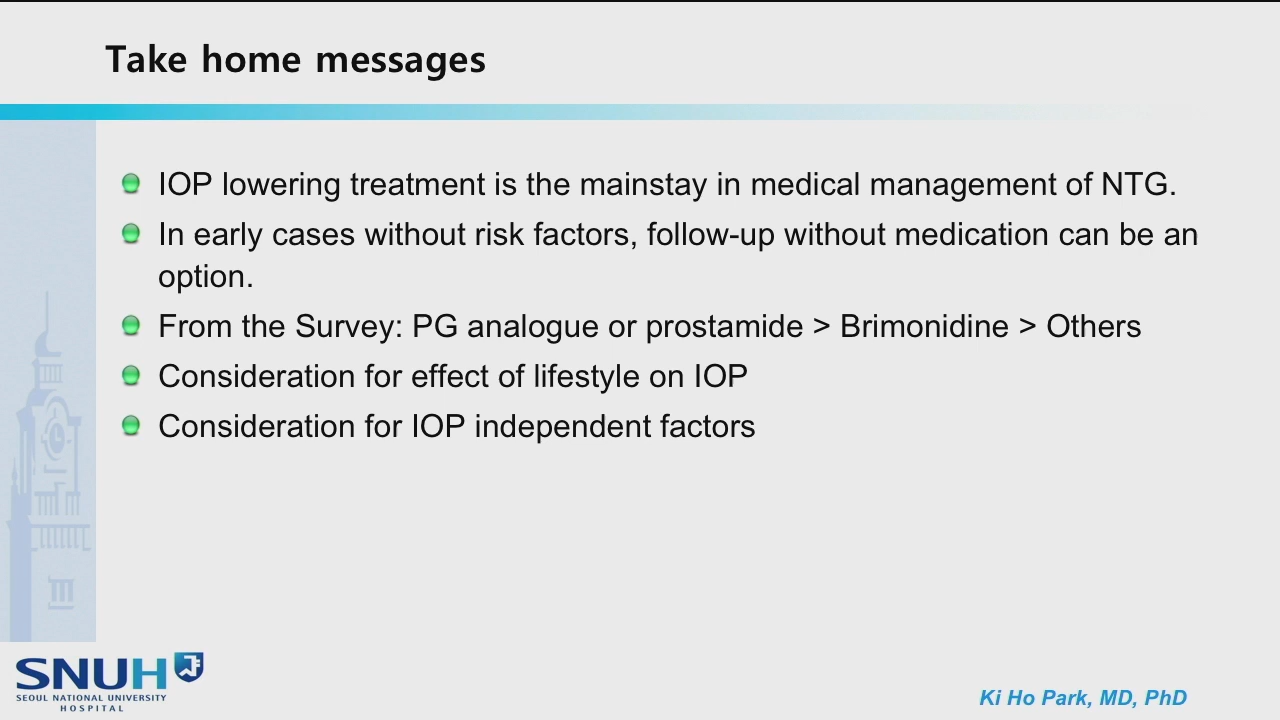 Take home messages
IOP lowering treatment is the mainstay in medical management of NTG.
In early cases without risk factors, follow-up without medication can be an
option.
From the Survey: PG analogue or prostamide > Brimonidine > Others
Consideration for effect of lifestyle on IOP
Consideration for IOP independent factors
SNUH
SEOUL NATIONAL UNIVERSITY
HOSPITAL
Ki Ho Park, MD, PhD